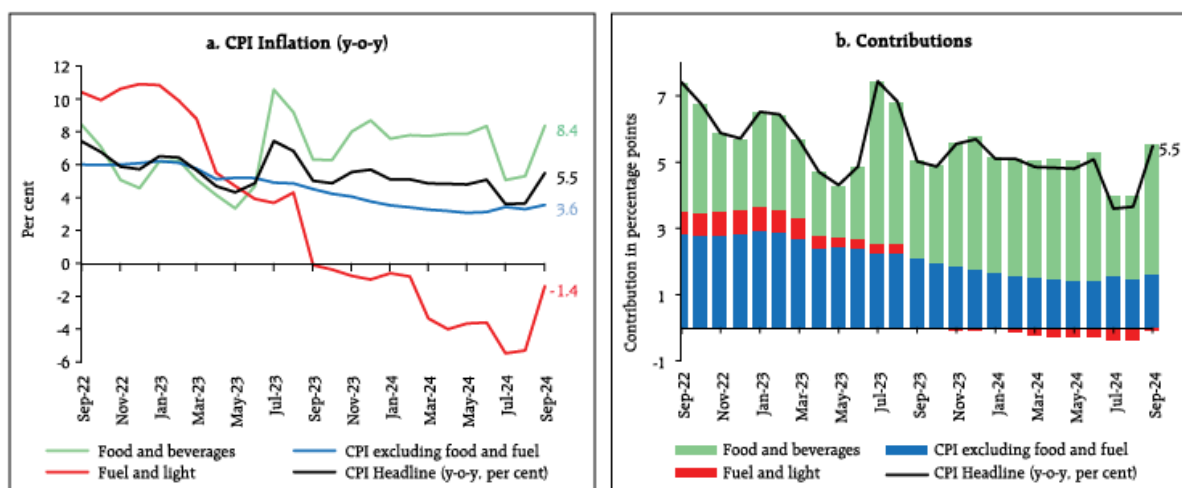 a. CPI Inflation (y-o-y)
Per cent
12
10
8
6
4
2
0
-2
-4
-6
8.4
5.5
3.6
-1.4
Sep-22
Nov-22
Jan-23
Mar-23
May-23
Jul-23
Sep-23
Nov-23
Jan-24
Mar-24
May-24
Jul-24
Sep-24
Food and beverages
CPI excluding food and fuel
Fuel and light
CPI Headline (y-o-y, per cent)
b. Contributions
Contribution in percentage points
7
5
3
1
-1
5.5
Sep-22
Nov-22
Jan-23
Mar-23
May-23
Jul-23
Sep-23
Nov-23
Jan-24
Mar-24
May-24
Jul-24
Sep-24
Food and beverages
CPI excluding food and fuel
Fuel and light
CPI Headline (y-o-y, per cent)